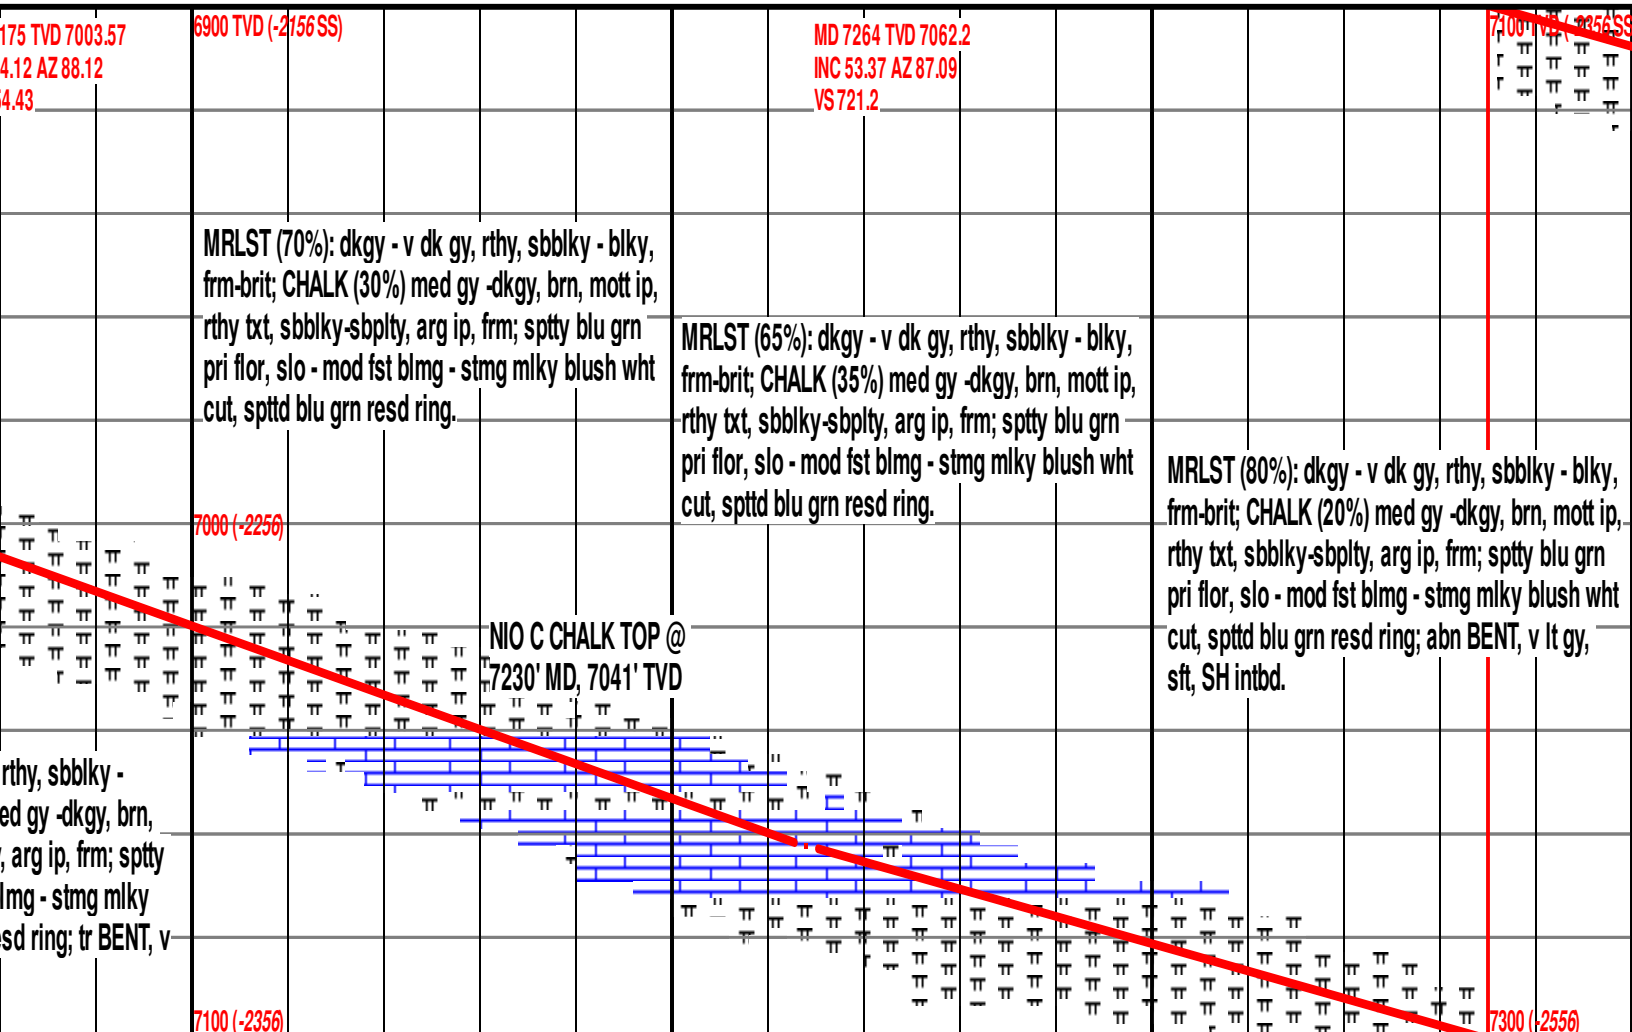 175 TVD 7003.57
4.12 AZ 88.12
4.43
6900 TVD (-2156 SS)
MD 7264 TVD 7062.2
INC 53.37 AZ 87.09
VS 721.2
7100 TVD (-2356 SS
MRLST (70%): dkgy - v dk gy, rthy, sbblky - blky,
frm-brit; CHALK (30%) med gy -dkgy, brn, mott ip,
rthy txt, sbblky-sbplty, arg ip, frm; sptty blu grn
pri flor, slo - mod fst blmg - stmg mlky blush wht
cut, spttd blu grn resd ring.
MRLST (65%): dkgy - v dk gy, rthy, sbblky - blky,
frm-brit; CHALK (35%) med gy -dkgy, brn, mott ip,
rthy txt, sbblky-sbplty, arg ip, frm; sptty blu grn
pri flor, slo - mod fst blmg - stmg mlky blush wht
cut, spttd blu grn resd ring.
MRLST (80%): dkgy - v dk gy, rthy, sbblky - blky,
frm-brit; CHALK (20%) med gy -dkgy, brn, mott ip,
rthy txt, sbblky-sbplty, arg ip, frm; sptty blu grn
pri flor, slo - mod fst blmg - stmg mlky blush wht
cut, spttd blu grn resd ring; abn BENT, v lt gy,
sft, SH intbd.
7000 (-2256)
NIO C CHALK TOP @
7230' MD, 7041' TVD
rthy, sbblky -
ed gy -dkgy, brn,
, arg ip, frm; sptty
lmg - stmg mlky
esd ring; tr BENT, v
7100 (-2356)
7300 (-2556)